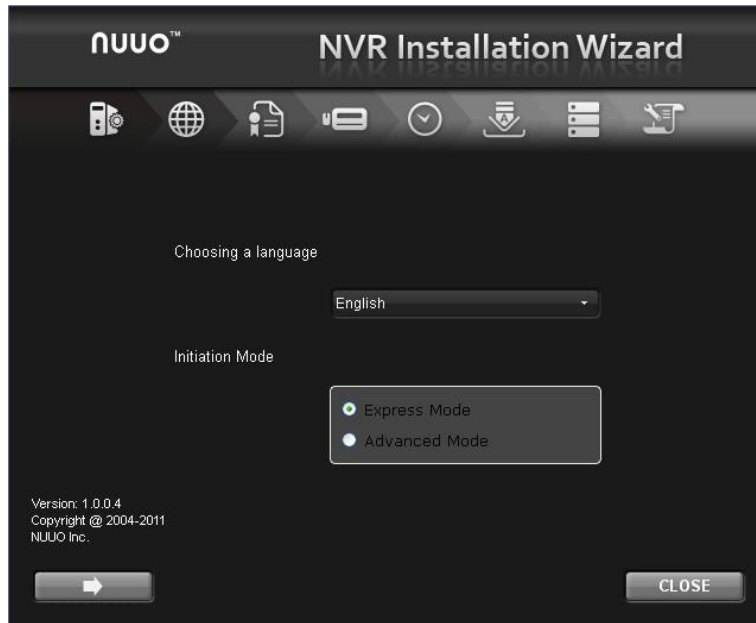 nuuo™
NVR Installation Wizard
Choosing a language
English
Initiation Mode
Express Mode
Advanced Mode
Version: 1.0.0.4
Copyright @ 2004-2011
NUUO Inc.
CLOSE